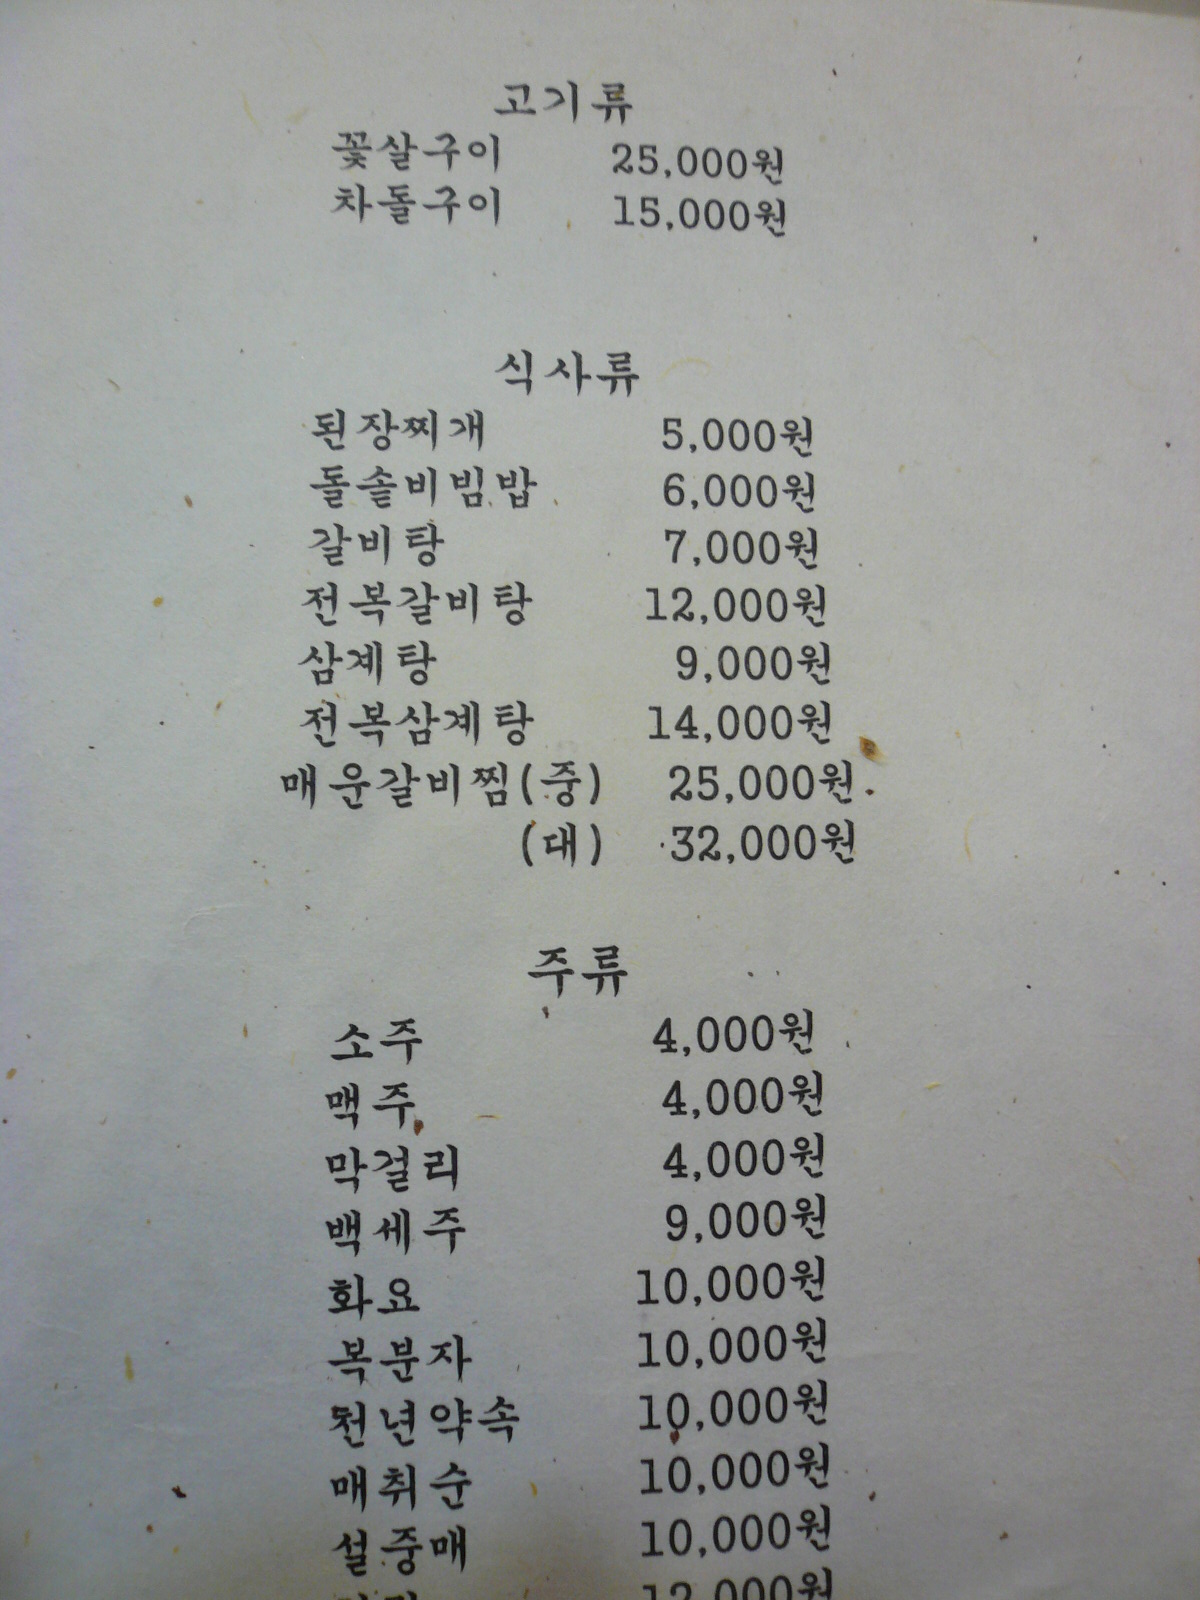 고기류
꽃살구이 25,000원
차돌구이 15,000원
식사류
된장찌개 5,000원
돌솥비빔밥 6,000원
갈비탕 7,000원
전복갈비탕 12,000원
삼계탕 9,000원
전복삼계탕 14,000원
매운갈비찜(중) 25,000원
(대) 32,000원
주류
소주 4,000원
맥주 4,000원
막걸리 4,000원
백세주 9,000원
화요 10,000원
복분자 10,000원
천년약속 10,000원
매취순 10,000원
설중매 10,000원
12,000원